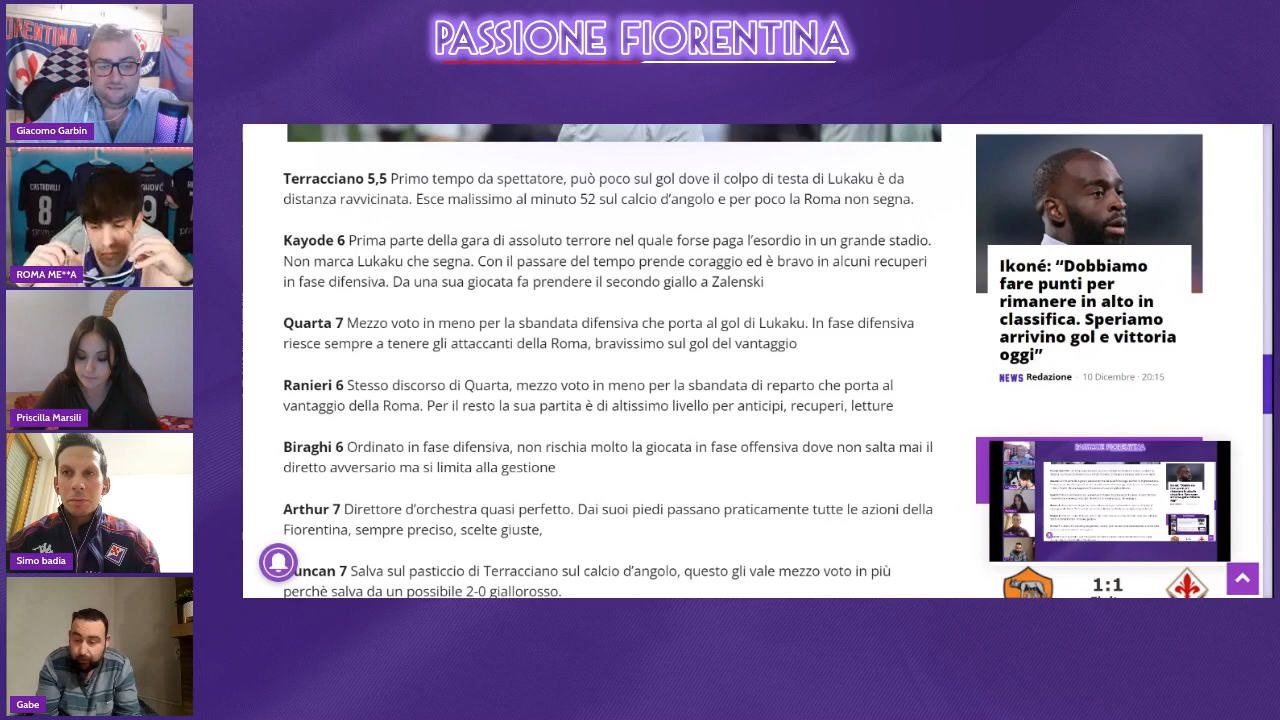 PASSIONE FIORENTINA
Giacomo Garbin
CASTROVILLI
8
9
ROMA ME**A
Priscilla Marsili
Simo badia
Gabe
Terracciano 5,5 Primo tempo da spettatore, può poco sul gol dove il colpo di testa di Lukaku è da
distanza ravvicinata. Esce malissimo al minuto 52 sul calcio d'angolo e per poco la Roma non segna.
Kayode 6 Prima parte della gara di assoluto terrore nel quale forse paga l'esordio in un grande stadio.
Non marca Lukaku che segna. Con il passare del tempo prende coraggio ed è bravo in alcuni recuperi
in fase difensiva. Da una sua giocata fa prendere il secondo giallo a Zalenski
Quarta 7 Mezzo voto in meno per la sbandata difensiva che porta al gol di Lukaku. In fase difensiva
riesce sempre a tenere gli attaccanti della Roma, bravissimo sul gol del vantaggio
Ranieri 6 Stesso discorso di Quarta, mezzo voto in meno per la sbandata di reparto che porta al
vantaggio della Roma. Per il resto la sua partita è di altissimo livello per anticipi, recuperi, letture
Biraghi 6 Ordinato in fase difensiva, non rischia molto la giocata in fase offensiva dove non salta mai il
diretto avversario ma si limita alla gestione
Arthur 7 Direttore d'orchestra quasi perfetto. Dai suoi piedi passano praticamente tutte le azioni della
Fiorentina, sempre preciso, scelte giuste,
uncan 7 Salva sul pasticcio di Terracciano sul calcio d'angolo, questo gli vale mezzo voto in più
perchè salva da un possibile 2-0 giallorosso.
Ikoné: “Dobbiamo
fare punti per
rimanere in alto in
classifica. Speriamo
arrivino gol e vittoria
oggi”
NEWS Redazione - 10 Dicembre · 20:15
PASSIONE FIORENTINA
1:1